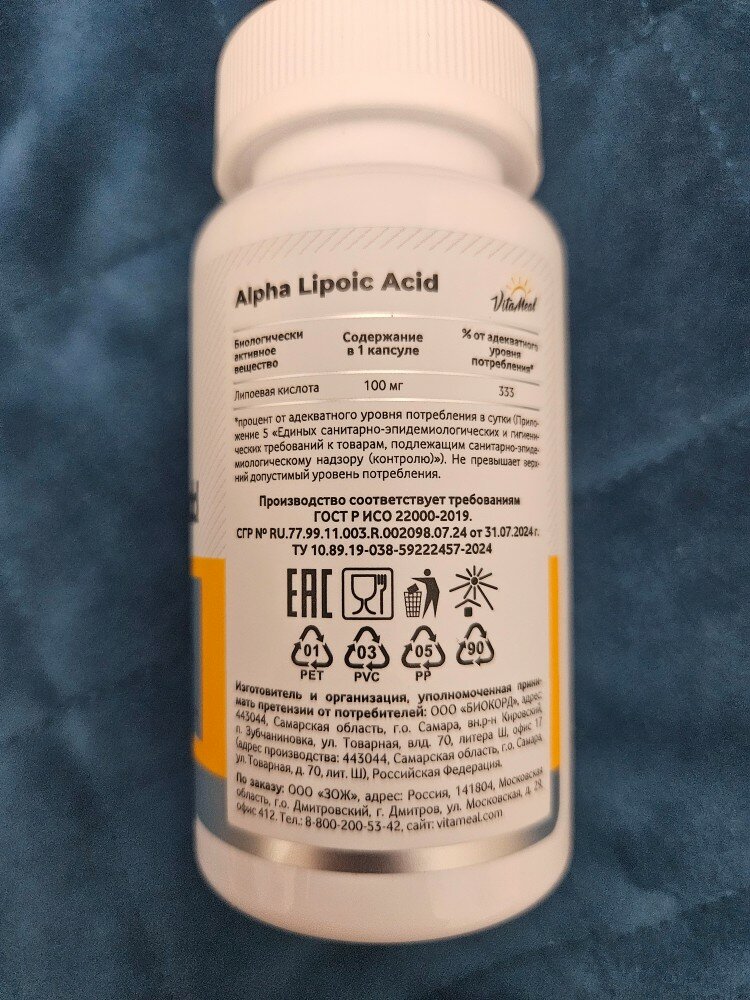 Alpha Lipoic Acid
VitaMeal
Биологически активное вещество
Содержание в 1 капсуле
% от адекватного уровня потребления*
Липоевая кислота 100 мг 333
*процент от адекватного уровня потребления в сутки (Прило-
жение 5 «Единых санитарно-эпидемиологических и гигиени-
ческих требований к товарам, подлежащим санитарно-эпиде-
миологическому надзору (контролю)»). Не превышает верх-
ний допустимый уровень потребления.
Производство соответствует требованиям
ГОСТ Р ИСО 22000-2019.
СГР № RU.77.99.11.003.R.002098.07.24 от 31.07.2024 г.
ТУ 10.89.19-038-59222457-2024
EAC
01 03 05 90
PET PVC PP
Изготовитель и организация, уполномоченная прини-
мать претензии от потребителей: ООО «БИОКОРД», адрес:
443044, Самарская область, г.о. Самара, вн.р-н Кировский,
п. Зубчаниновка, ул. Товарная, влд. 70, литера Ш, офис 17
(адрес производства: 443044, Самарская область, г.о. Самара,
ул. Товарная, д. 70, лит. Ш), Российская Федерация.
По заказу: ООО «ЗОЖ», адрес: Россия, 141804, Московская
область, г.о. Дмитровский, г. Дмитров, ул. Московская, д. 29,
офис 412. Тел.: 8-800-200-53-42, сайт: vitameal.com